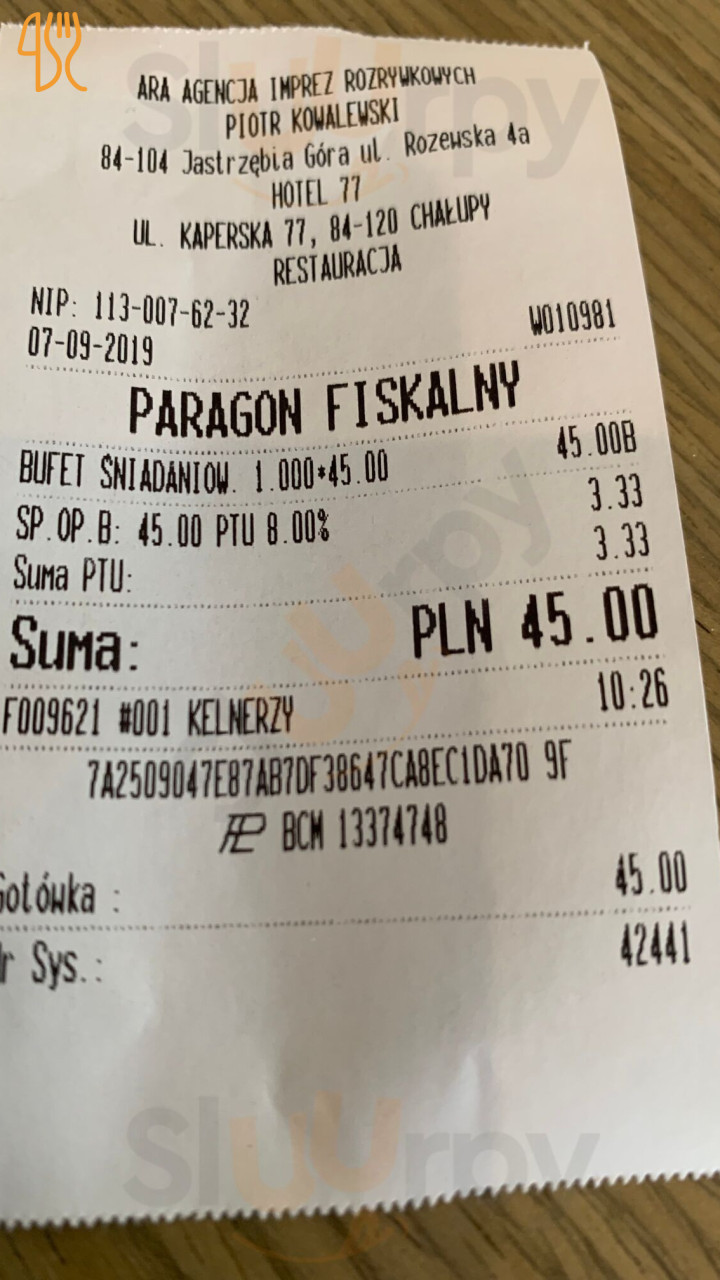 ARA AGENCJA IMPREZ ROZRYWKOWYCH
PIOTR KOWALEWSKI
84-104 Jastrzębia Góra ul. Rozewska 4a
HOTEL 77
UL. KAPERSKA 77, 84-120 CHAŁUPY
RESTAURACJA
NIP: 113-007-62-32
07-09-2019 W010981
PARAGON FISKALNY
BUFET ŚNIADANIOW. 1.000*45.00 45.00B
SP.OP.B: 45.00 PTU 8.00% 3.33
Suma PTU: 3.33
Suma: PLN 45.00
F009621 #001 KELNERZY 10:26
7A2509047E87AB7DF38647CA8EC1DA70 9F
BCM 13374748
Gotówka : 45.00
r Sys.: 42441
Sluurpy
Sluurpy
Sluurpy